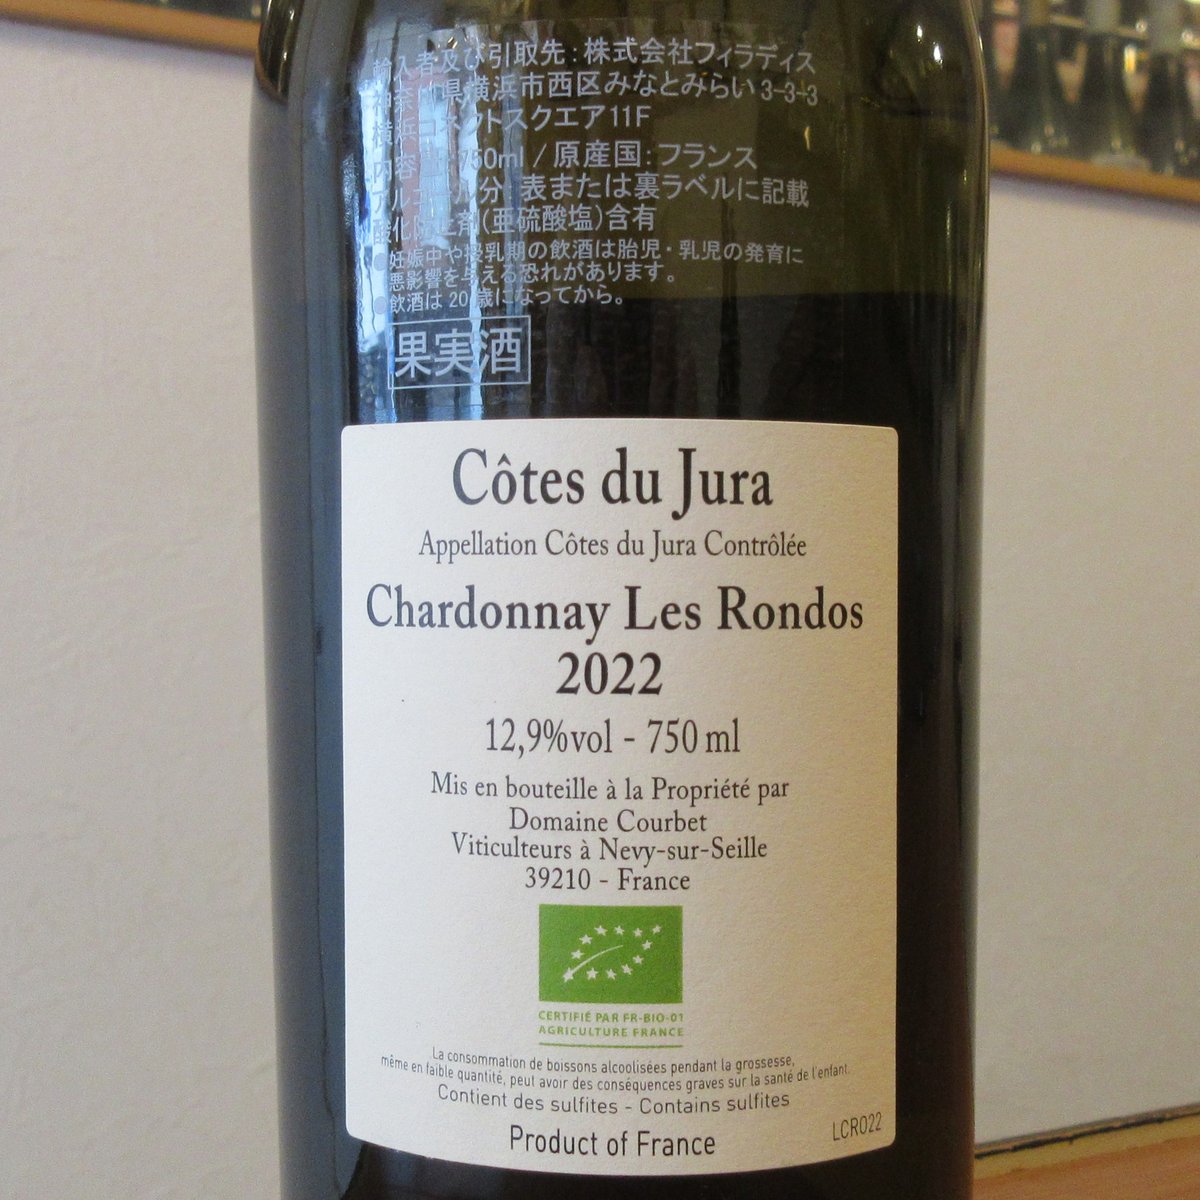 輸入者及び引取先:株式会社フィラディス
神奈川県横浜市西区みなとみらい3-3-3
横浜コネクトスクエア11F
内容量:750ml / 原産国:フランス
アルコール分:表または裏ラベルに記載
酸化防止剤(亜硫酸塩)含有
●妊娠中や授乳期の飲酒は胎児・乳児の発育に
悪影響を与える恐れがあります。
●飲酒は20歳になってから。
果実酒
Côtes du Jura
Appellation Côtes du Jura Contrôlée
Chardonnay Les Rondos
2022
12,9%vol - 750 ml
Mis en bouteille à la Propriété par
Domaine Courbet
Viticulteurs à Nevy-sur-Seille
39210 - France
CERTIFIÉ PAR FR-BIO-01
AGRICULTURE FRANCE
La consommation de boissons alcoolisées pendant la grossesse,
même en faible quantité, peut avoir des conséquences graves sur la santé de l'enfant.
Contient des sulfites - Contains sulfites
Product of France
LCRO22